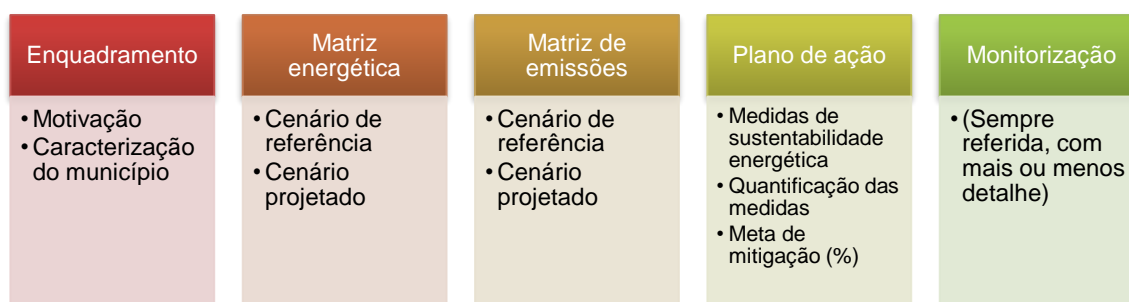 Enquadramento
• Motivação
• Caracterização
do município
Matriz
energética
• Cenário de
referência
• Cenário
projetado
Matriz de
emissões
• Cenário de
referência
• Cenário
projetado
Plano de ação
• Medidas de
sustentabilidade
energética
• Quantificação das
medidas
• Meta de
mitigação (%)
Monitorização
• (Sempre
referida, com
mais ou menos
detalhe)